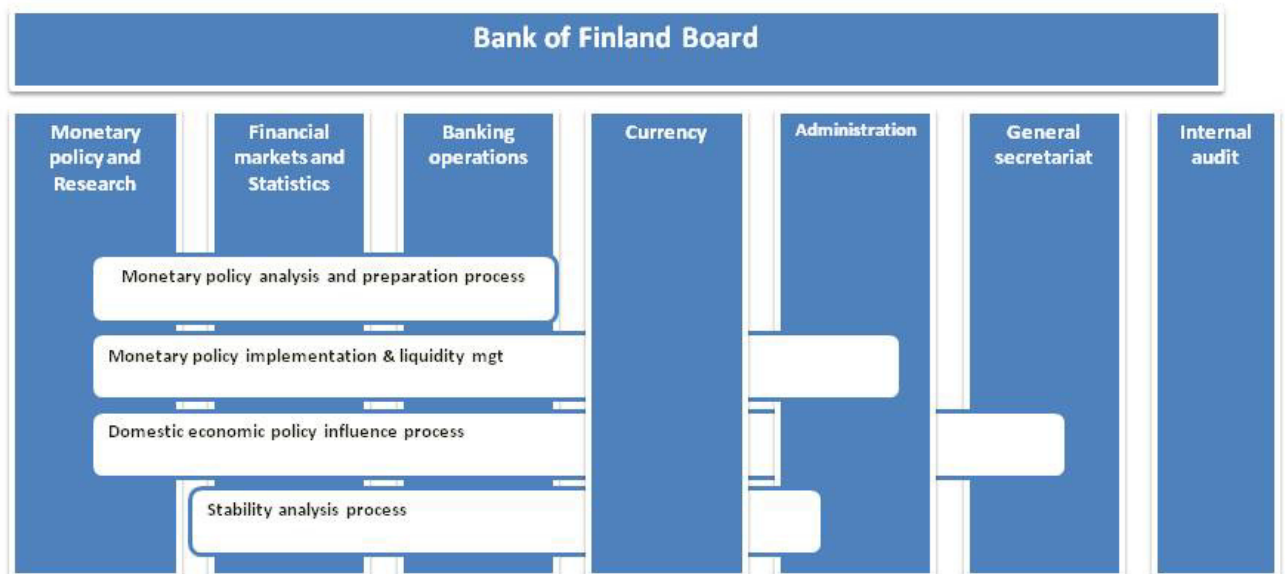 Bank of Finland Board
Monetary
policy and
Research
Financial
markets and
Statistics
Banking
operations
Currency
Administration
General
secretariat
Internal
audit
Monetary policy analysis and preparation process
Monetary policy implementation & liquidity mgt
Domestic economic policy influence process
Stability analysis process